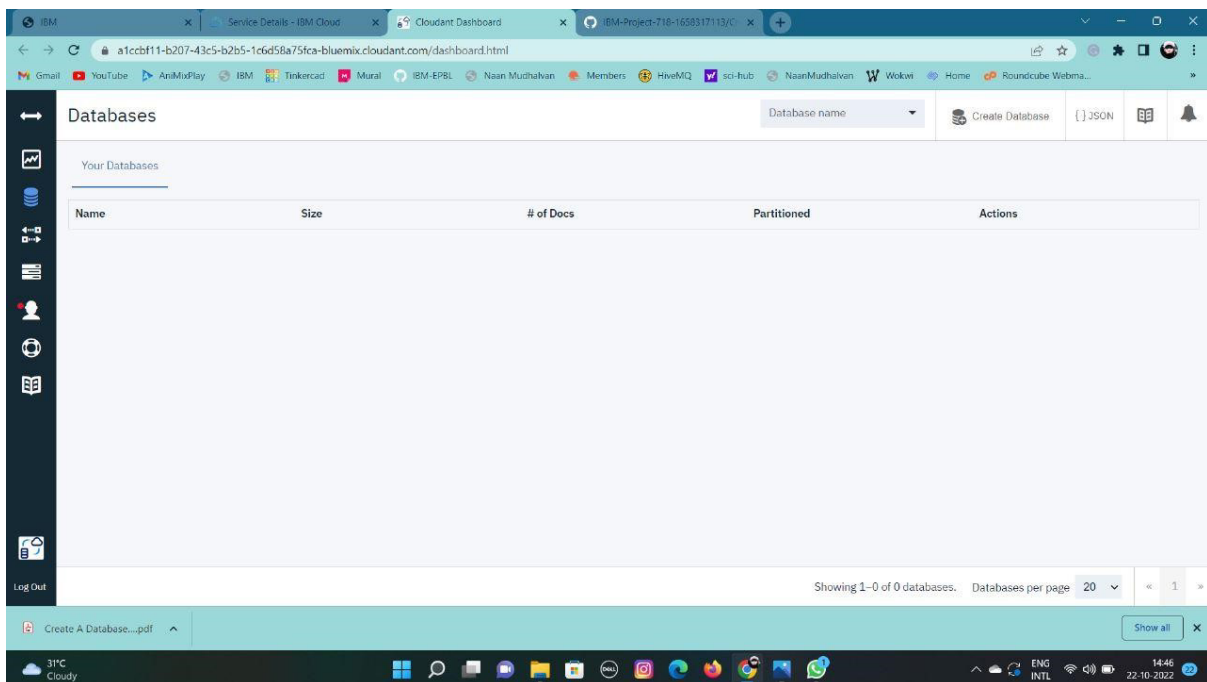 IBM
Service Details - IBM Cloud
Cloudant Dashboard
IBM-Project-718-1658317113/C
a1ccbf11-b207-43c5-b2b5-1c6d58a75fca-bluemix.cloudant.com/dashboard.html
Gmail YouTube AniMixPlay IBM Tinkercad Mural IBM-EPBL Naan Mudhalvan Members HiveMQ sci-hub NaanMudhalvan Wokwi Home Roundcube Webma... »
Databases
Database name
Create Database
{ } JSON
Your Databases
Name Size # of Docs Partitioned Actions
Log Out
Showing 1–0 of 0 databases. Databases per page 20 « 1 »
Create A Database....pdf
Show all
31°C
Cloudy
DELL
ENG
INTL
14:46
22-10-2022
22